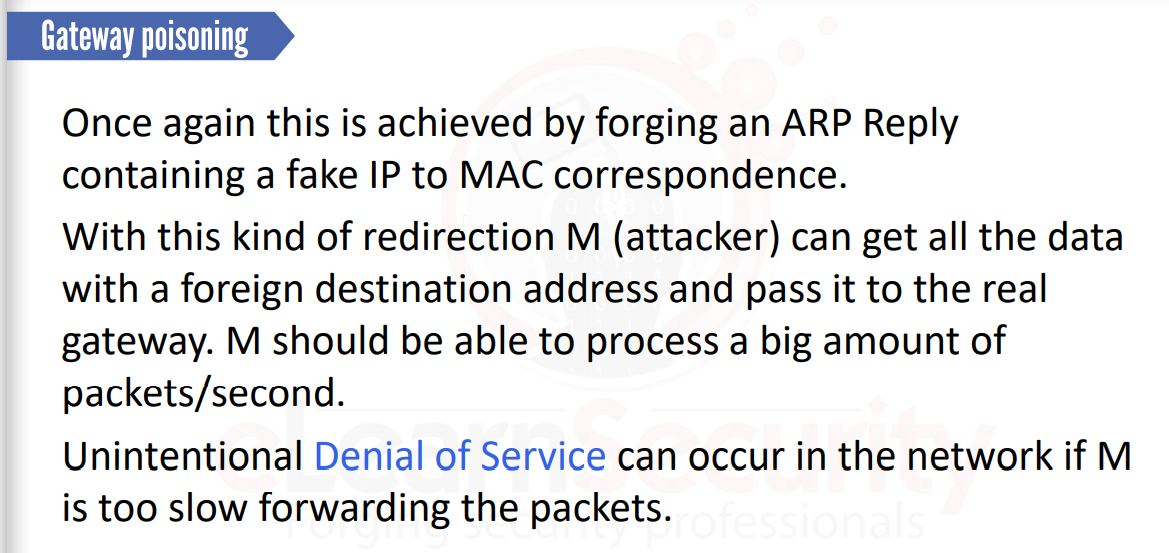 Gateway poisoning
Once again this is achieved by forging an ARP Reply
containing a fake IP to MAC correspondence.
With this kind of redirection M (attacker) can get all the data
with a foreign destination address and pass it to the real
gateway. M should be able to process a big amount of
packets/second.
eLearnSecurity
Unintentional Denial of Service can occur in the network if M
is too slow forwarding the packets.
Forging security professionals